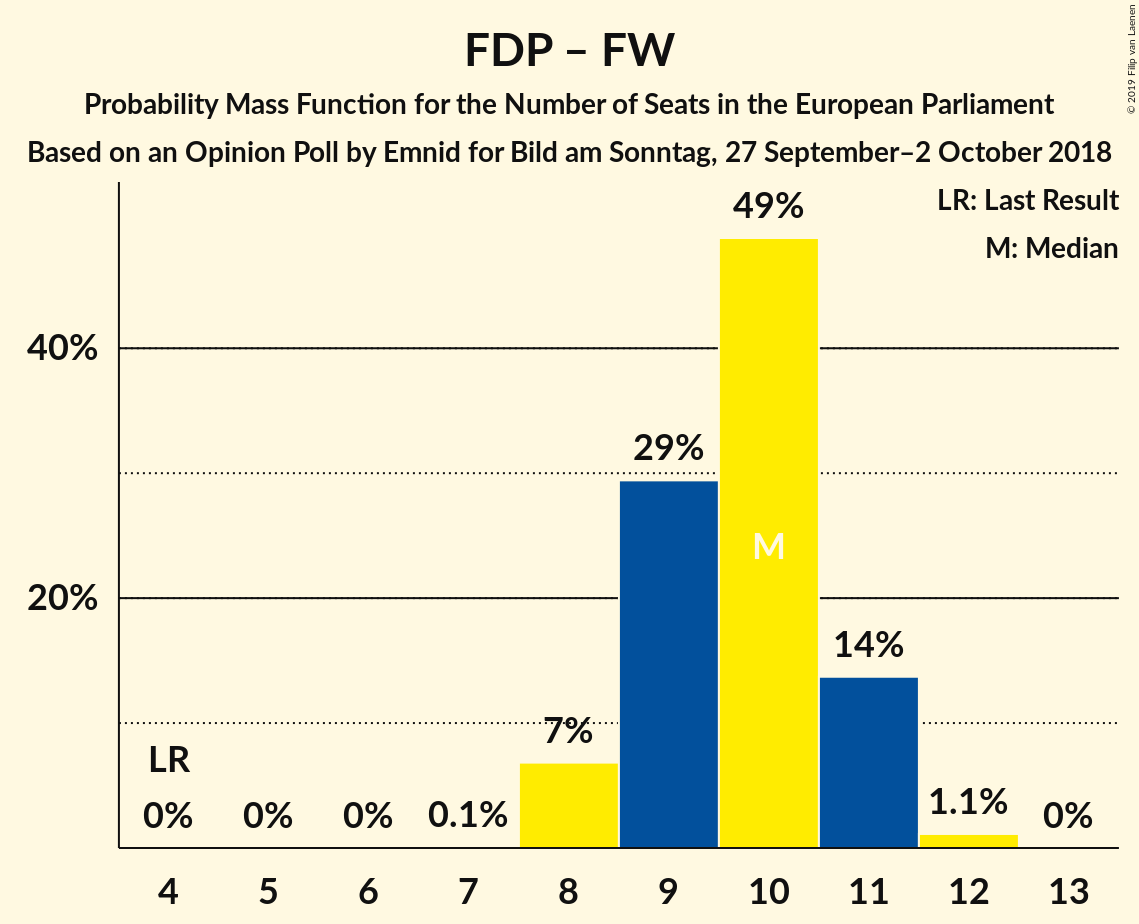 FDP – FW
Probability Mass Function for the Number of Seats in the European Parliament
Based on an Opinion Poll by Emnid for Bild am Sonntag, 27 September–2 October 2018
© 2019 Filip van Laenen
LR: Last Result
M: Median
49%
40%
29%
M
20%
14%
7%
LR
1.1%
0% 0% 0% 0.1% 0%
4 5 6 7 8 9 10 11 12 13